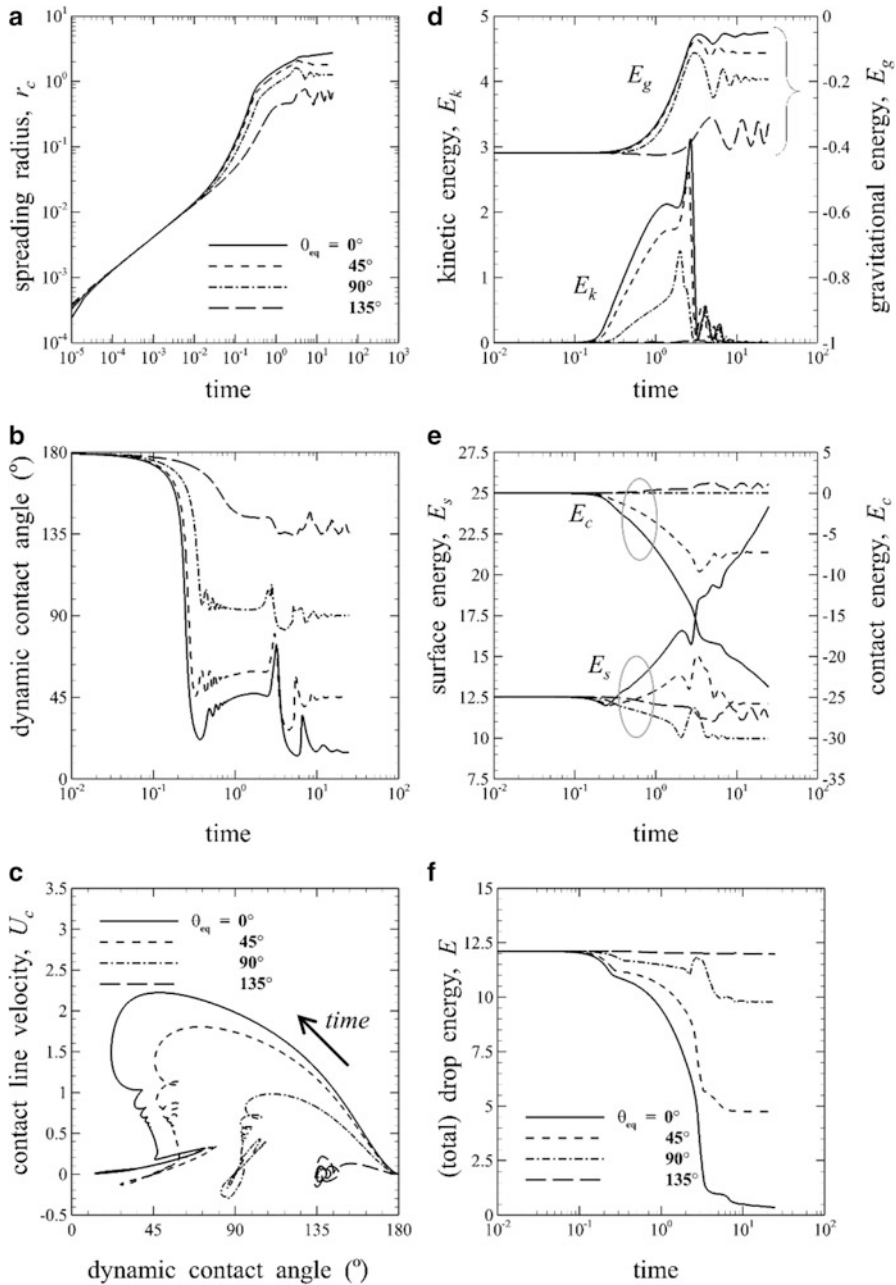 a
spreading radius, r_c
10^1
10^0
10^-1
10^-2
10^-3
10^-4
θ_eq = 0°
45°
90°
135°
10^-5 10^-4 10^-3 10^-2 10^-1 10^0 10^1 10^2 10^3
time
d
kinetic energy, E_k
5
4
3
2
1
0
E_g
E_k
-0
-0.2
-0.4
-0.6
-0.8
-1
gravitational energy, E_g
10^-2 10^-1 10^0 10^1 10^2
time
b
dynamic contact angle (°)
180
135
90
45
0
10^-2 10^-1 10^0 10^1 10^2
time
e
surface energy, E_s
27.5
25
22.5
20
17.5
15
12.5
10
7.5
E_c
E_s
5
0
-5
-10
-15
-20
-25
-30
-35
contact energy, E_c
10^-2 10^-1 10^0 10^1 10^2
time
c
contact line velocity, U_c
3.5
3
2.5
2
1.5
1
0.5
0
-0.5
θ_eq = 0°
45°
90°
135°
time
0 45 90 135 180
dynamic contact angle (°)
f
(total) drop energy, E
15
12.5
10
7.5
5
2.5
0
θ_eq = 0°
45°
90°
135°
10^-2 10^-1 10^0 10^1 10^2
time